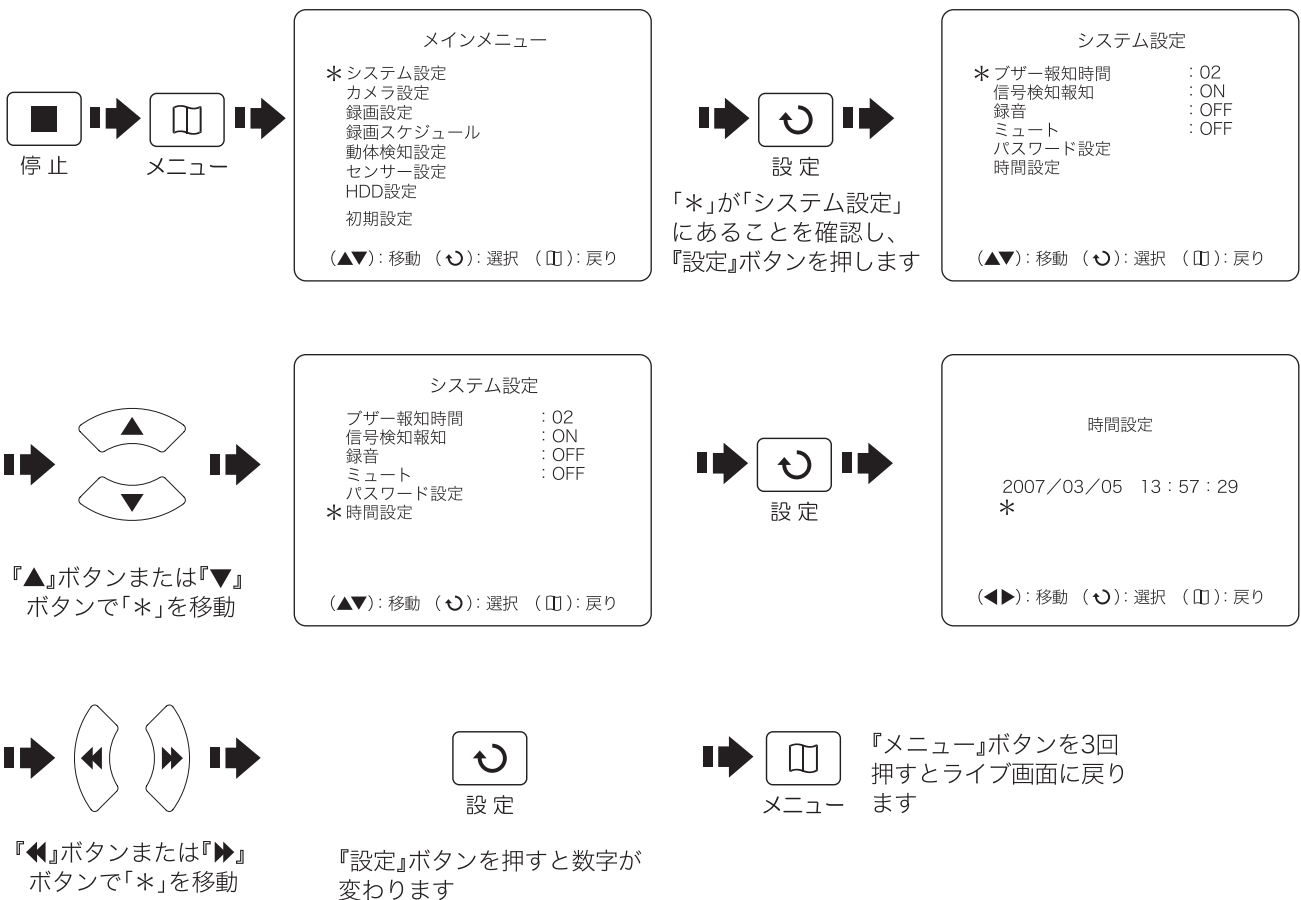 停 止
メニュー
メインメニュー
＊システム設定
カメラ設定
録画設定
録画スケジュール
動体検知設定
センサー設定
HDD設定
初期設定
(▲▼)：移動 (↻)：選択 (▯▯)：戻り
設 定
「＊」が「システム設定」
にあることを確認し、
『設定』ボタンを押します
システム設定
＊ブザー報知時間 ：02
信号検知報知 ：ON
録音 ：OFF
ミュート ：OFF
パスワード設定
時間設定
(▲▼)：移動 (↻)：選択 (▯▯)：戻り
『▲』ボタンまたは『▼』
ボタンで「＊」を移動
システム設定
ブザー報知時間 ：02
信号検知報知 ：ON
録音 ：OFF
ミュート ：OFF
パスワード設定
＊時間設定
(▲▼)：移動 (↻)：選択 (▯▯)：戻り
設 定
時間設定
2007／03／05 13：57：29
＊
(◀▶)：移動 (↻)：選択 (▯▯)：戻り
『◀◀』ボタンまたは『▶▶』
ボタンで「＊」を移動
設 定
『設定』ボタンを押すと数字が
変わります
メニュー
『メニュー』ボタンを3回
押すとライブ画面に戻り
ます